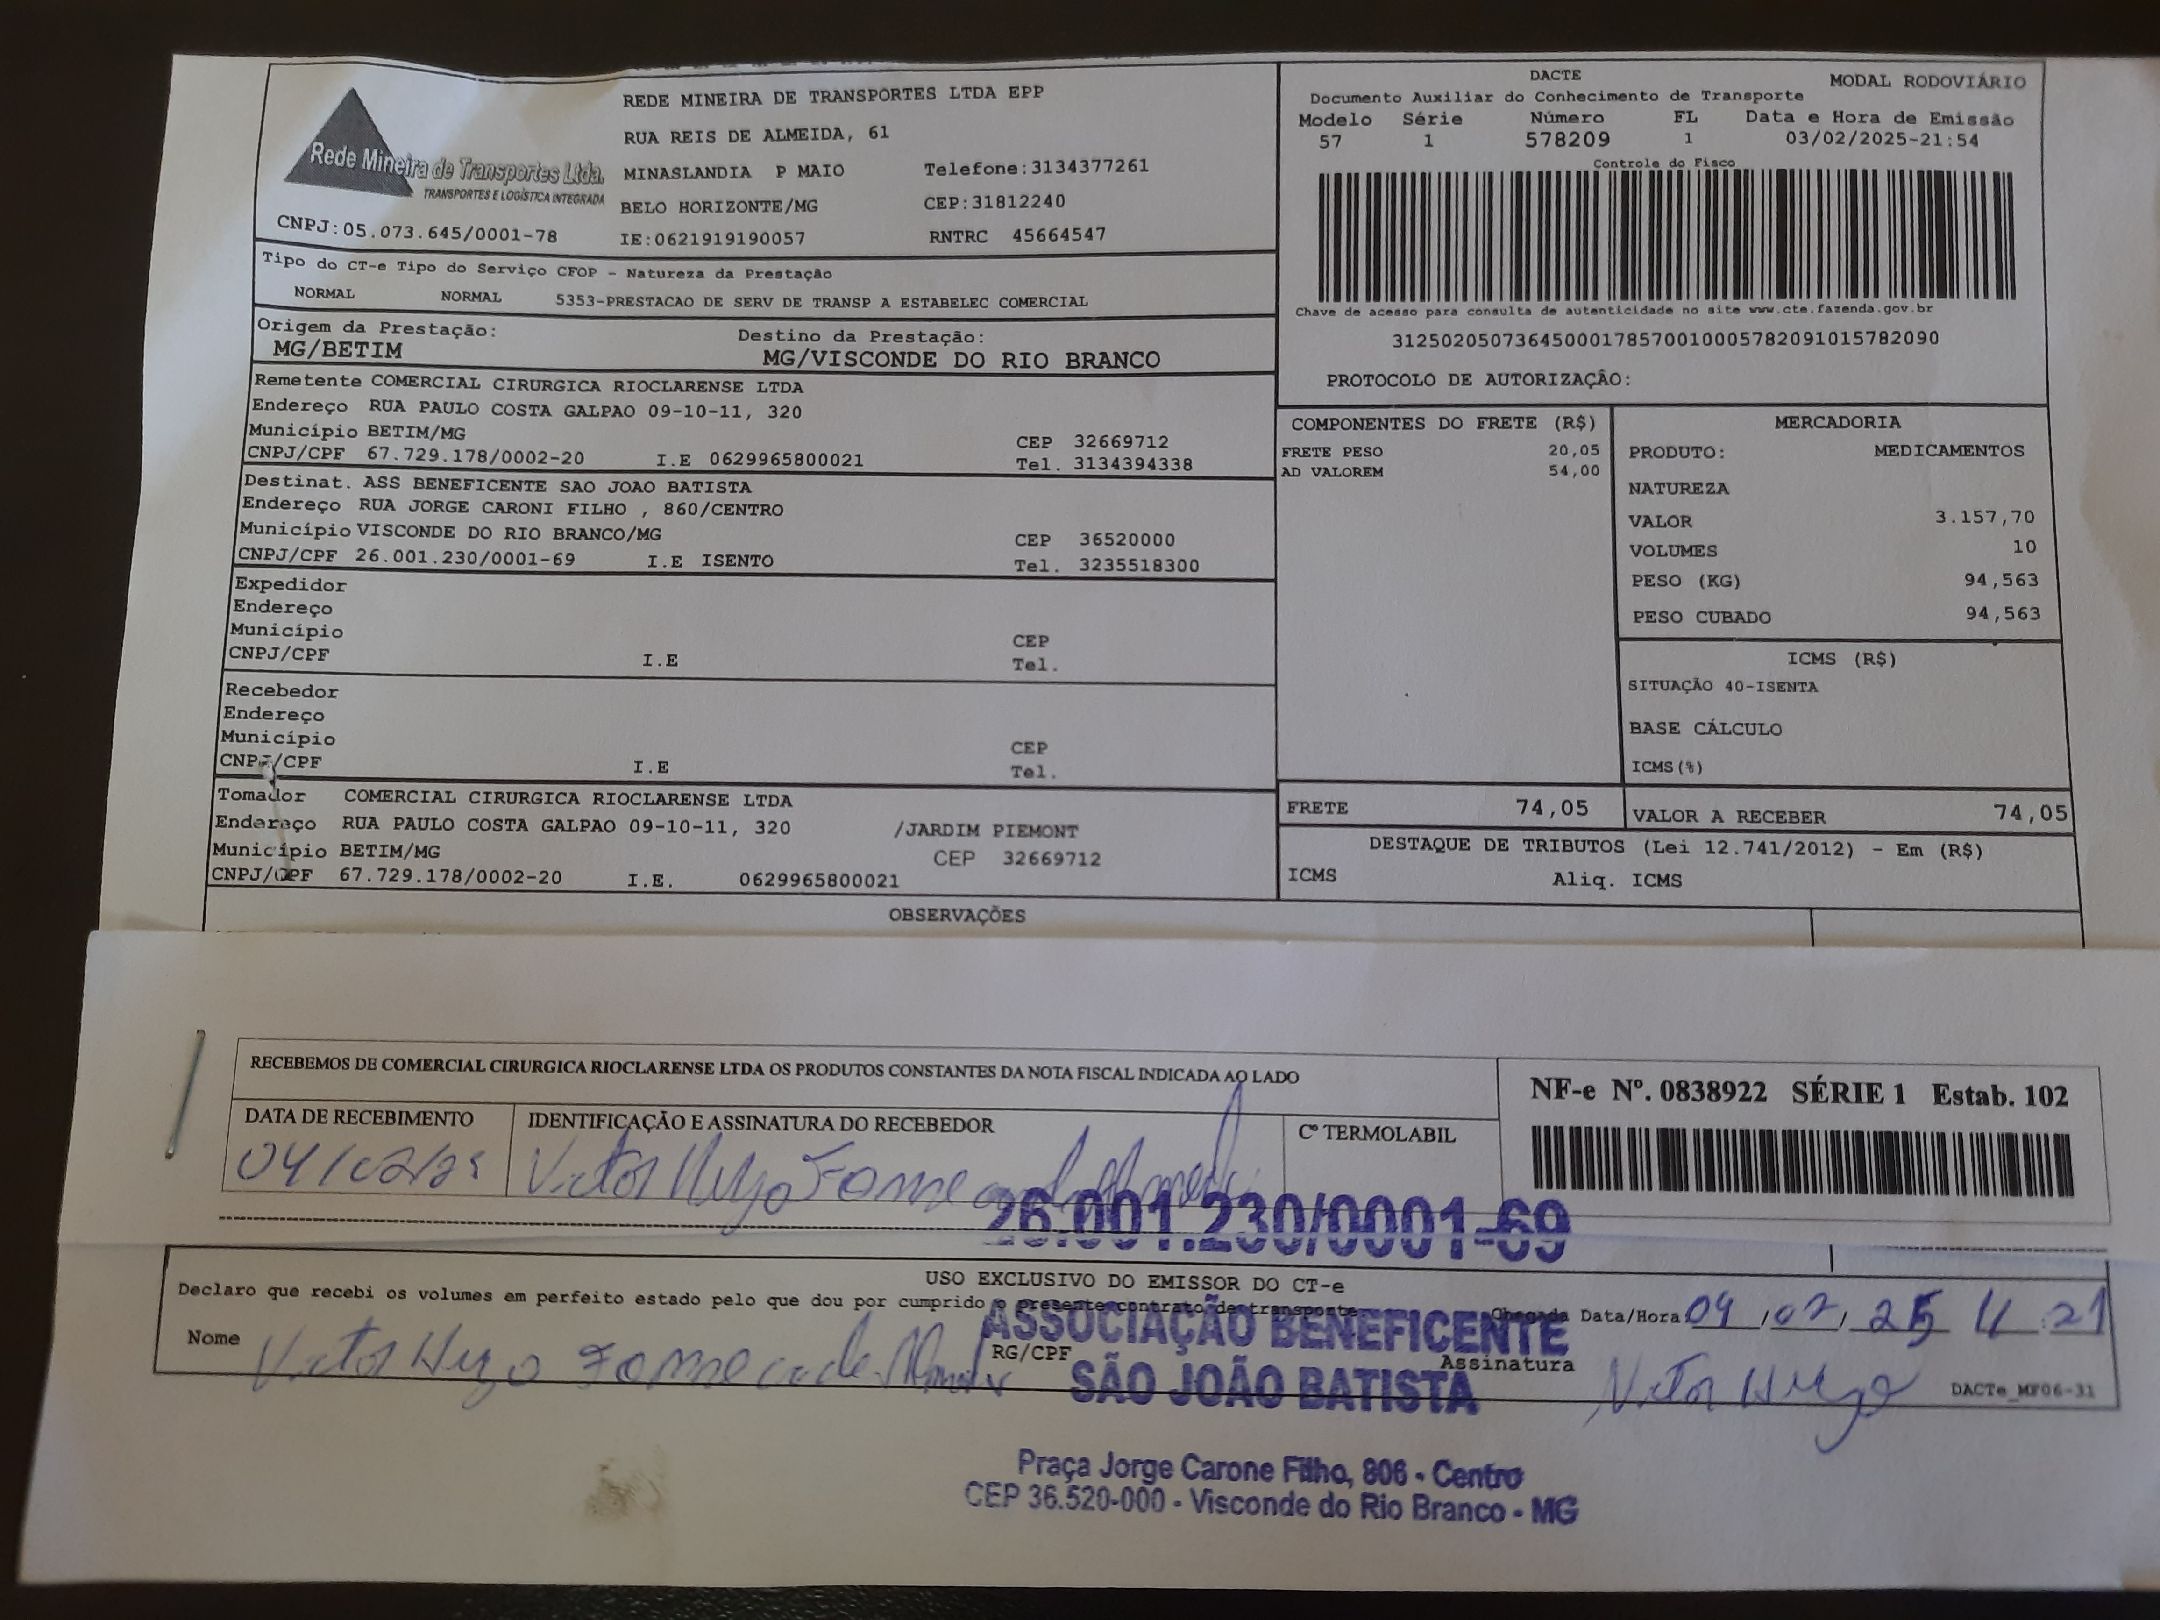 Rede Mineira de Transportes Ltda.
TRANSPORTES E LOGÍSTICA INTEGRADA
CNPJ:05.073.645/0001-78
REDE MINEIRA DE TRANSPORTES LTDA EPP
RUA REIS DE ALMEIDA, 61
MINASLANDIA P MAIO Telefone:3134377261
BELO HORIZONTE/MG CEP:31812240
IE:0621919190057 RNTRC 45664547
DACTE MODAL RODOVIÁRIO
Documento Auxiliar do Conhecimento de Transporte
Modelo Série Número FL Data e Hora de Emissão
57 1 578209 1 03/02/2025-21:54
Controle do Fisco
Chave de acesso para consulta de autenticidade no site www.cte.fazenda.gov.br
31250205073645000178570010005782091015782090
PROTOCOLO DE AUTORIZAÇÃO:
Tipo do CT-e Tipo do Serviço CFOP - Natureza da Prestação
NORMAL NORMAL 5353-PRESTACAO DE SERV DE TRANSP A ESTABELEC COMERCIAL
Origem da Prestação: Destino da Prestação:
MG/BETIM MG/VISCONDE DO RIO BRANCO
Remetente COMERCIAL CIRURGICA RIOCLARENSE LTDA
Endereço RUA PAULO COSTA GALPAO 09-10-11, 320
Município BETIM/MG CEP 32669712
CNPJ/CPF 67.729.178/0002-20 I.E 0629965800021 Tel. 3134394338
Destinat. ASS BENEFICENTE SAO JOAO BATISTA
Endereço RUA JORGE CARONI FILHO , 860/CENTRO
Município VISCONDE DO RIO BRANCO/MG CEP 36520000
CNPJ/CPF 26.001.230/0001-69 I.E ISENTO Tel. 3235518300
Expedidor
Endereço
Município CEP
CNPJ/CPF I.E Tel.
Recebedor
Endereço
Município CEP
CNPJ/CPF I.E Tel.
Tomador COMERCIAL CIRURGICA RIOCLARENSE LTDA
Endereço RUA PAULO COSTA GALPAO 09-10-11, 320 /JARDIM PIEMONT
Município BETIM/MG CEP 32669712
CNPJ/CPF 67.729.178/0002-20 I.E. 0629965800021
COMPONENTES DO FRETE (R$)
FRETE PESO 20,05
AD VALOREM 54,00
MERCADORIA
PRODUTO: MEDICAMENTOS
NATUREZA
VALOR 3.157,70
VOLUMES 10
PESO (KG) 94,563
PESO CUBADO 94,563
ICMS (R$)
SITUAÇÃO 40-ISENTA
BASE CÁLCULO
ICMS(%)
FRETE 74,05 VALOR A RECEBER 74,05
DESTAQUE DE TRIBUTOS (Lei 12.741/2012) - Em (R$)
ICMS Aliq. ICMS
OBSERVAÇÕES
RECEBEMOS DE COMERCIAL CIRURGICA RIOCLARENSE LTDA OS PRODUTOS CONSTANTES DA NOTA FISCAL INDICADA AO LADO
NF-e Nº. 0838922 SÉRIE 1 Estab. 102
DATA DE RECEBIMENTO IDENTIFICAÇÃO E ASSINATURA DO RECEBEDOR Cº TERMOLABIL
04/02/25 Victor Hugo Fonseca de Almeida
26.001.230/0001-69
USO EXCLUSIVO DO EMISSOR DO CT-e
Declaro que recebi os volumes em perfeito estado pelo que dou por cumprido o presente contrato de transporte
Chegada Data/Hora 04/02/25 11:21
ASSOCIAÇÃO BENEFICENTE
Nome Victor Hugo Fonseca de Almeida RG/CPF Assinatura Victor Hugo
SÃO JOÃO BATISTA
DACTe_MF06-31
Praça Jorge Carone Filho, 806 - Centro
CEP 36.520-000 - Visconde do Rio Branco - MG